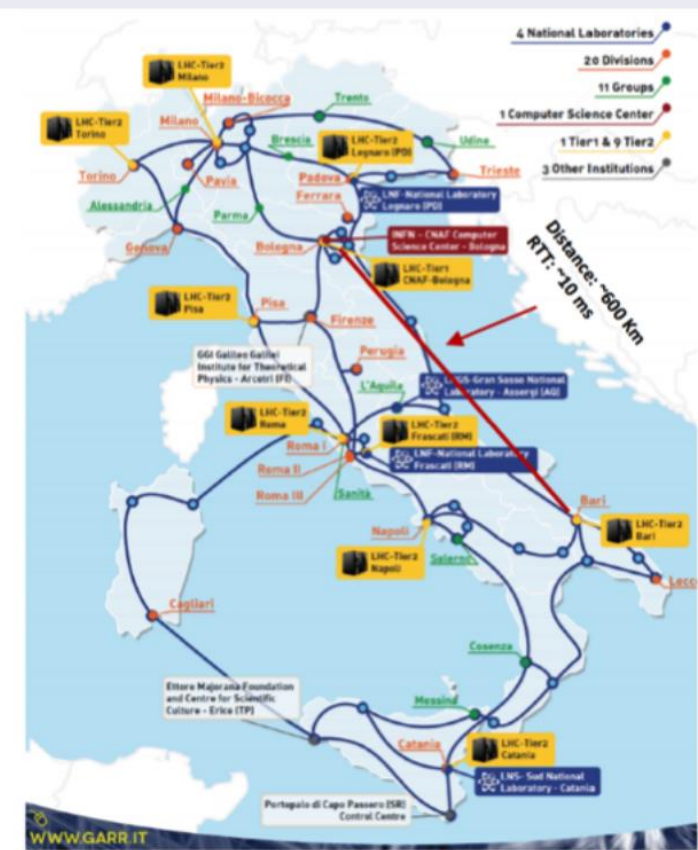 4 National Laboratories
20 Divisions
11 Groups
1 Computer Science Center
1 Tier1 & 9 Tier2
3 Other Institutions
LHC-Tier2
Milano
Milano-Bicocca
Trento
LHC-Tier2
Torino
Milano
Brescia
LHC-Tier2
Legnaro (PD)
Udine
Torino
Pavia
Padova
Trieste
Alessandria
Ferrara
LNF-National Laboratory
Legnaro (PD)
Parma
Genova
Bologna
INFN - CNAF Computer
Science Center - Bologna
LHC-Tier1
CNAF-Bologna
Distance: ~600 Km
RTT: ~10 ms
LHC-Tier2
Pisa
Pisa
Firenze
GGI Galileo Galilei
Institute for Theoretical
Physics - Arcetri (FI)
Perugia
L'Aquila
LNGS-Gran Sasso National
Laboratory - Assergi (AQ)
LHC-Tier2
Roma
LHC-Tier2
Frascati (RM)
Roma I
LNF-National Laboratory
Frascati (RM)
Roma II
Roma III
Sanità
Bari
Napoli
LHC-Tier2
Bari
LHC-Tier2
Napoli
Salerno
Lecc
Cagliari
Cosenza
Ettore Majorana Foundation
and Centre for Scientific
Culture - Erice (TP)
Messina
Catania
LHC-Tier2
Catania
LNS- Sud National
Laboratory - Catania
Portopalo di Capo Passero (SR)
Control Centre
WWW.GARR.IT